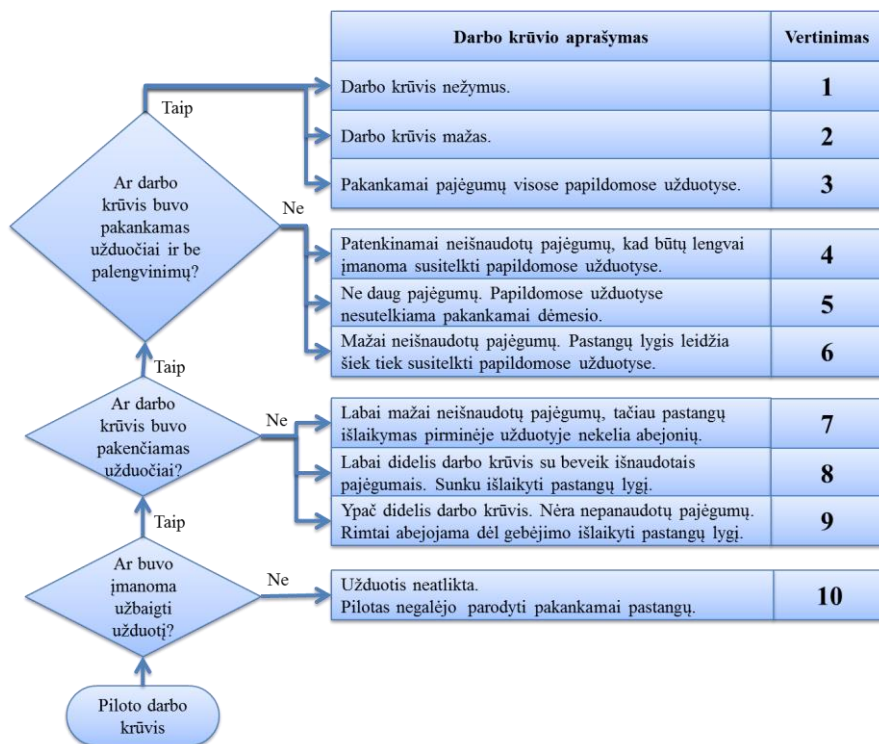 Darbo krūvio aprašymas
Vertinimas
Darbo krūvis nežymus.
1
Taip
Darbo krūvis mažas.
2
Ar darbo
krūvis buvo
pakankamas
užduočiai ir be
palengvinimų?
Pakankamai pajėgumų visose papildomose užduotyse.
3
Ne
Patenkinamai neišnaudotų pajėgumų, kad būtų lengvai
įmanoma susitelkti papildomose užduotyse.
4
Ne daug pajėgumų. Papildomose užduotyse
nesutelkiama pakankamai dėmesio.
5
Mažai neišnaudotų pajėgumų. Pastangų lygis leidžia
šiek tiek susitelkti papildomose užduotyse.
6
Taip
Ar darbo
krūvis buvo
pakenčiamas
užduočiai?
Ne
Labai mažai neišnaudotų pajėgumų, tačiau pastangų
išlaikymas pirminėje užduotyje nekelia abejonių.
7
Labai didelis darbo krūvis su beveik išnaudotais
pajėgumais. Sunku išlaikyti pastangų lygį.
8
Ypač didelis darbo krūvis. Nėra nepanaudotų pajėgumų.
Rimtai abejojama dėl gebėjimo išlaikyti pastangų lygį.
9
Taip
Ar buvo
įmanoma
užbaigti
užduotį?
Ne
Užduotis neatlikta.
Pilotas negalėjo parodyti pakankamai pastangų.
10
Piloto darbo
krūvis